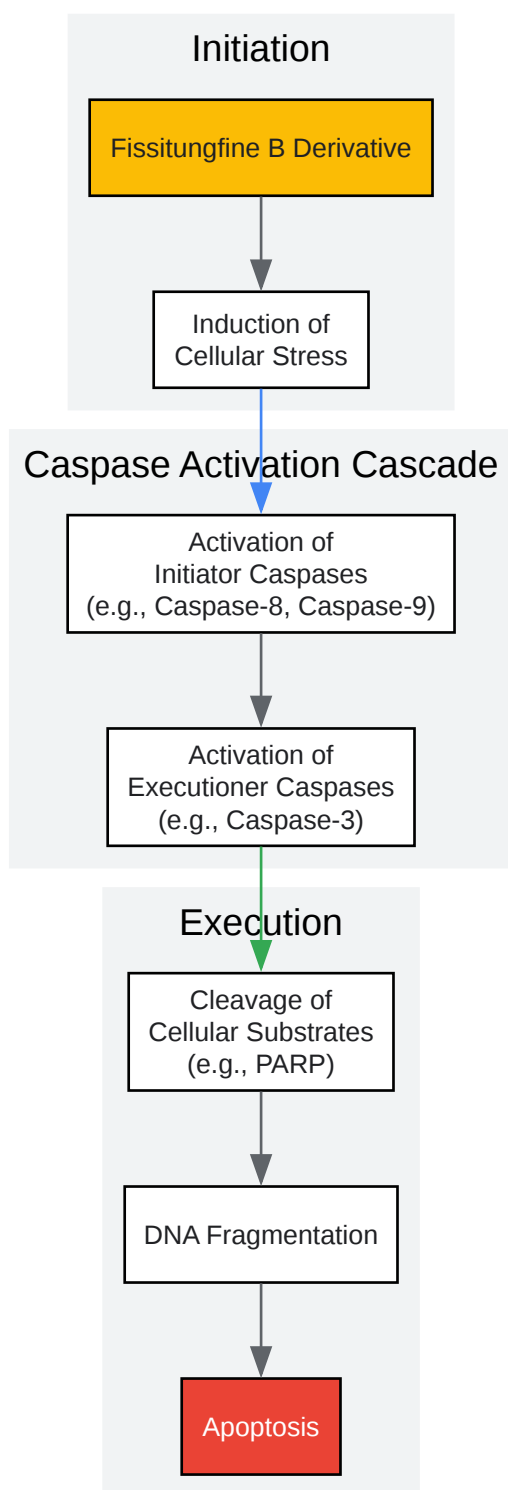 Initiation
Fissitungfine B Derivative
Induction of
Cellular Stress
Caspase Activation Cascade
Activation of
Initiator Caspases
(e.g., Caspase-8, Caspase-9)
Activation of
Executioner Caspases
(e.g., Caspase-3)
Execution
Cleavage of
Cellular Substrates
(e.g., PARP)
DNA Fragmentation
Apoptosis